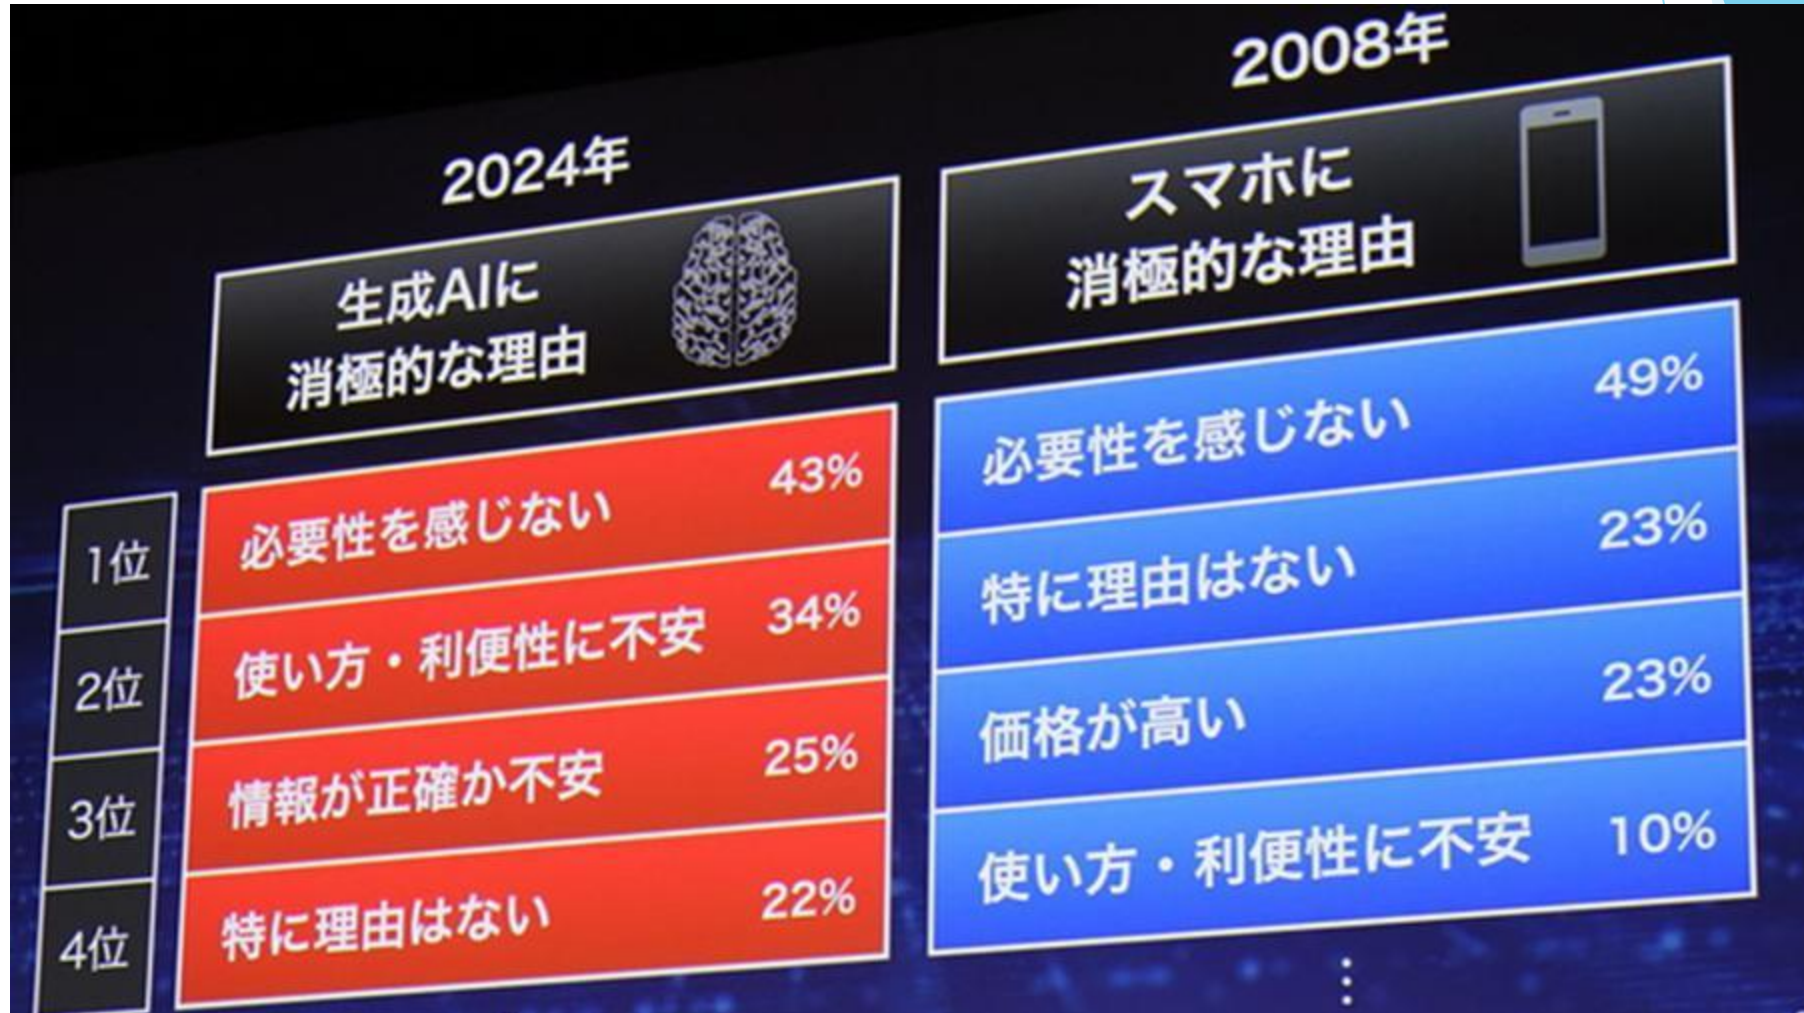 2024年
生成AIに
消極的な理由
1位 必要性を感じない 43%
2位 使い方・利便性に不安 34%
3位 情報が正確か不安 25%
4位 特に理由はない 22%
2008年
スマホに
消極的な理由
必要性を感じない 49%
特に理由はない 23%
価格が高い 23%
使い方・利便性に不安 10%